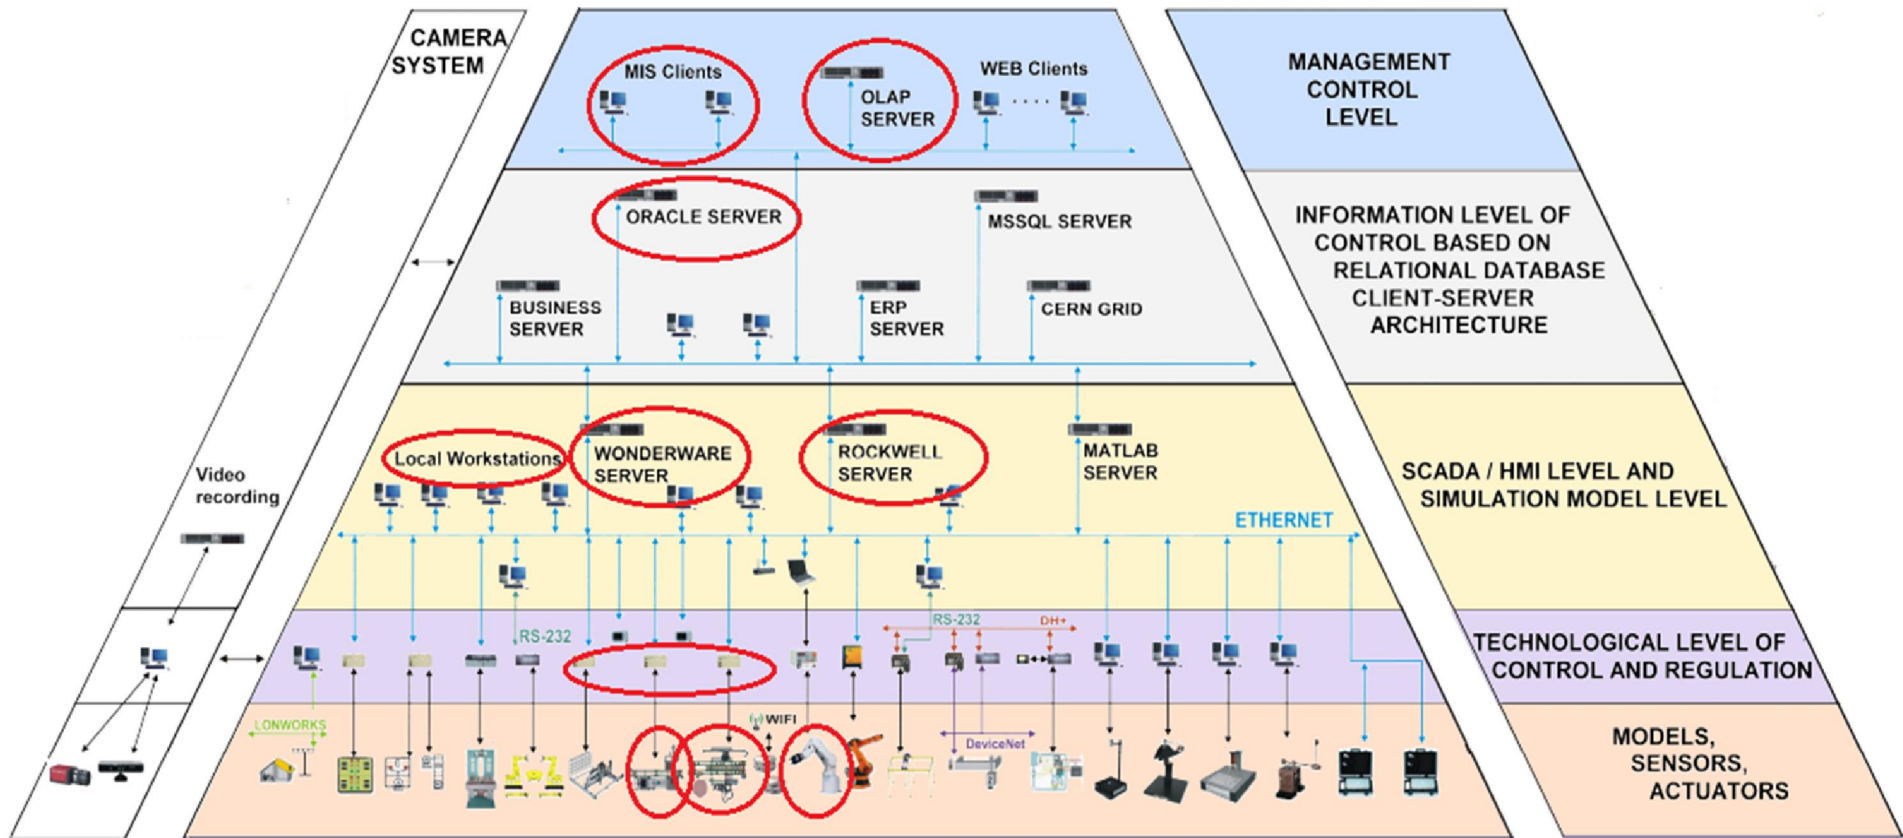 CAMERA
SYSTEM
MIS Clients
OLAP
SERVER
WEB Clients
MANAGEMENT
CONTROL
LEVEL
ORACLE SERVER
MSSQL SERVER
BUSINESS
SERVER
ERP
SERVER
CERN GRID
INFORMATION LEVEL OF
CONTROL BASED ON
RELATIONAL DATABASE
CLIENT-SERVER
ARCHITECTURE
Video
recording
Local Workstations
WONDERWARE
SERVER
ROCKWELL
SERVER
MATLAB
SERVER
ETHERNET
SCADA / HMI LEVEL AND
SIMULATION MODEL LEVEL
RS-232
RS-232
DH+
TECHNOLOGICAL LEVEL OF
CONTROL AND REGULATION
LONWORKS
WIFI
DeviceNet
MODELS,
SENSORS,
ACTUATORS